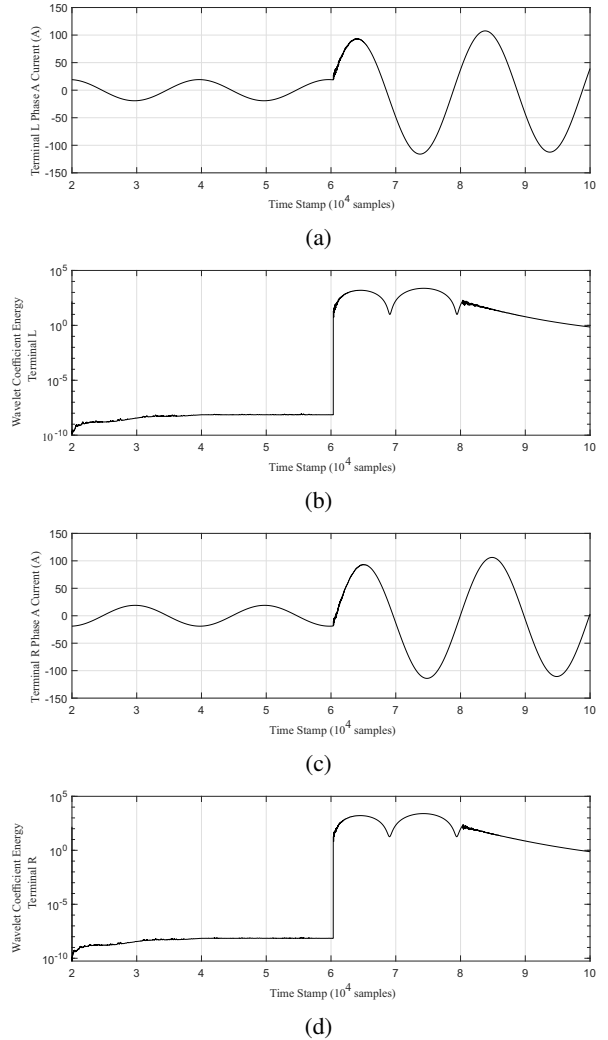 150
100
50
0
-50
-100
-150
Terminal L Phase A Current (A)
2 3 4 5 6 7 8 9 10
Time Stamp (10^4 samples)
(a)
10^5
10^0
10^-5
10^-10
Wavelet Coefficient Energy
Terminal L
2 3 4 5 6 7 8 9 10
Time Stamp (10^4 samples)
(b)
150
100
50
0
-50
-100
-150
Terminal R Phase A Current (A)
2 3 4 5 6 7 8 9 10
Time Stamp (10^4 samples)
(c)
10^5
10^0
10^-5
10^-10
Wavelet Coefficient Energy
Terminal R
2 3 4 5 6 7 8 9 10
Time Stamp (10^4 samples)
(d)